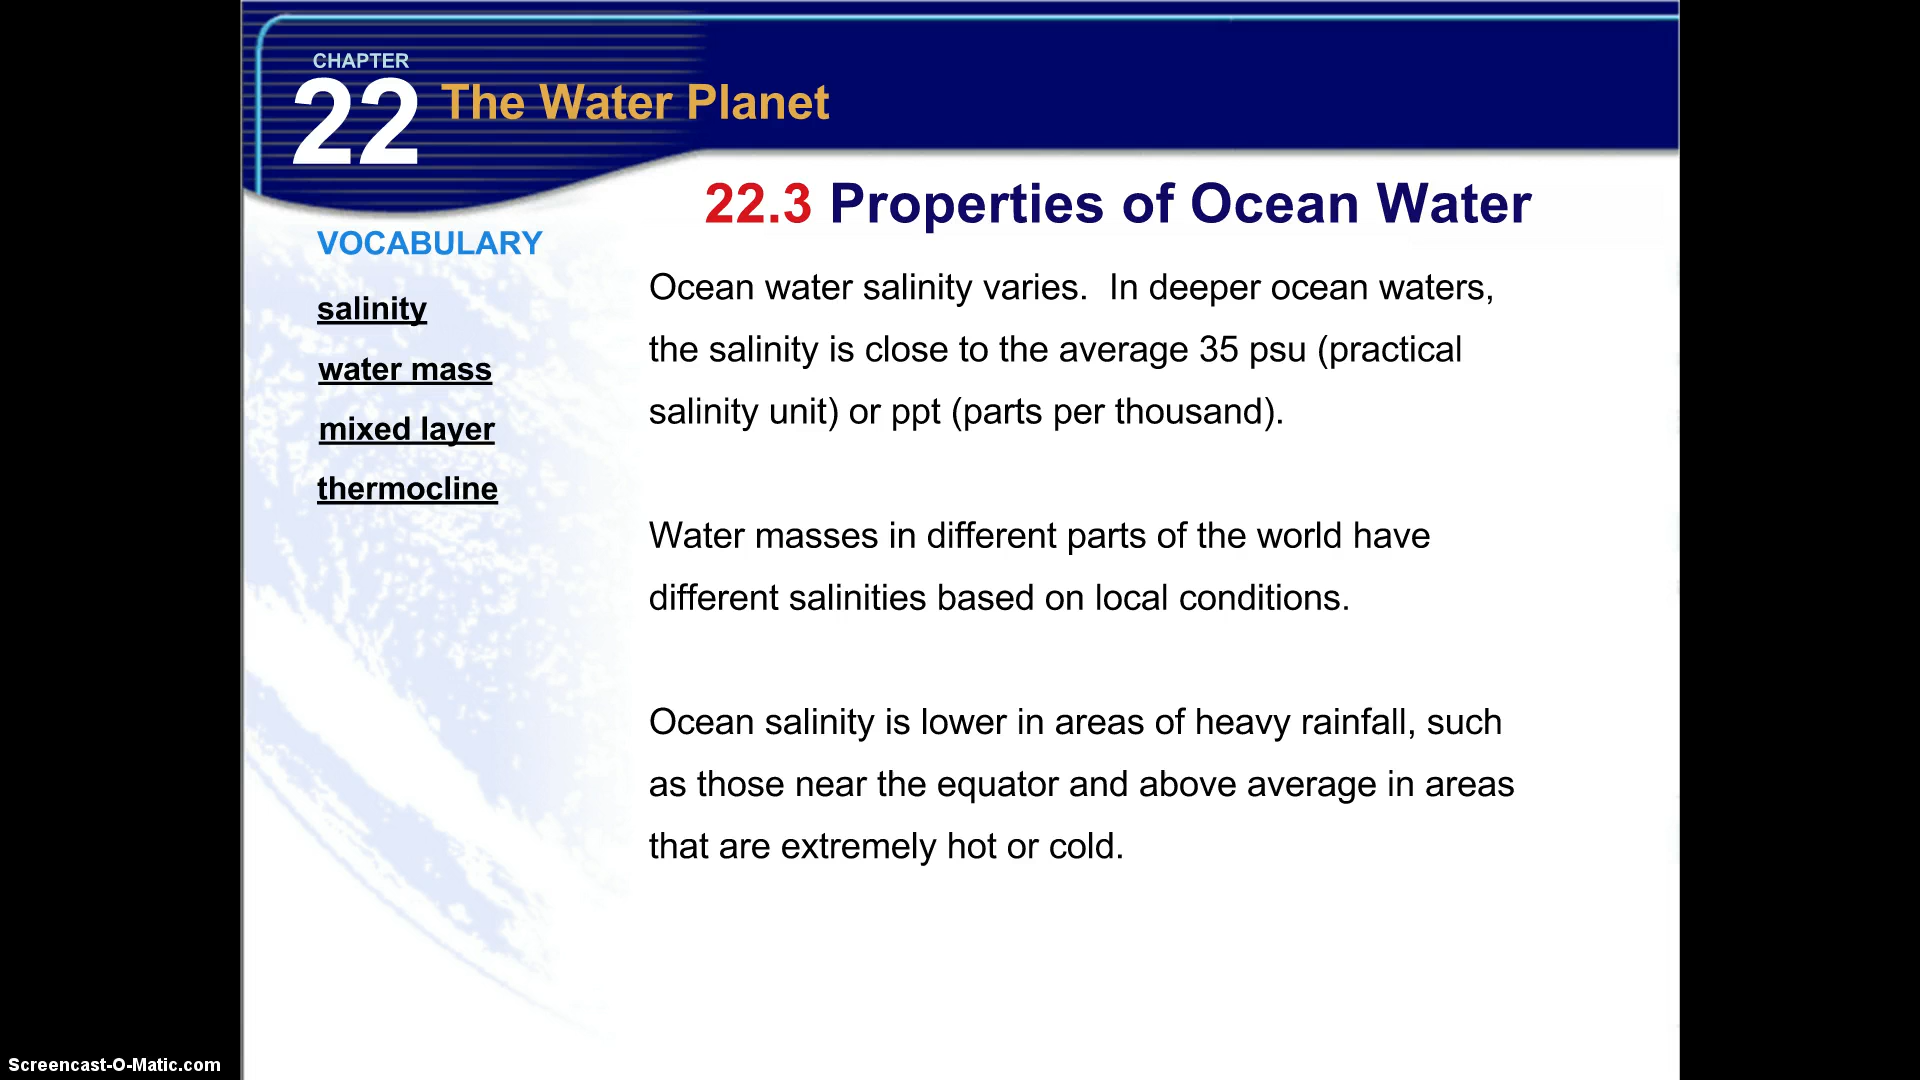 CHAPTER
22
The Water Planet
22.3 Properties of Ocean Water
VOCABULARY
salinity
water mass
mixed layer
thermocline
Ocean water salinity varies.  In deeper ocean waters,
the salinity is close to the average 35 psu (practical
salinity unit) or ppt (parts per thousand).
Water masses in different parts of the world have
different salinities based on local conditions.
Ocean salinity is lower in areas of heavy rainfall, such
as those near the equator and above average in areas
that are extremely hot or cold.
Screencast-O-Matic.com